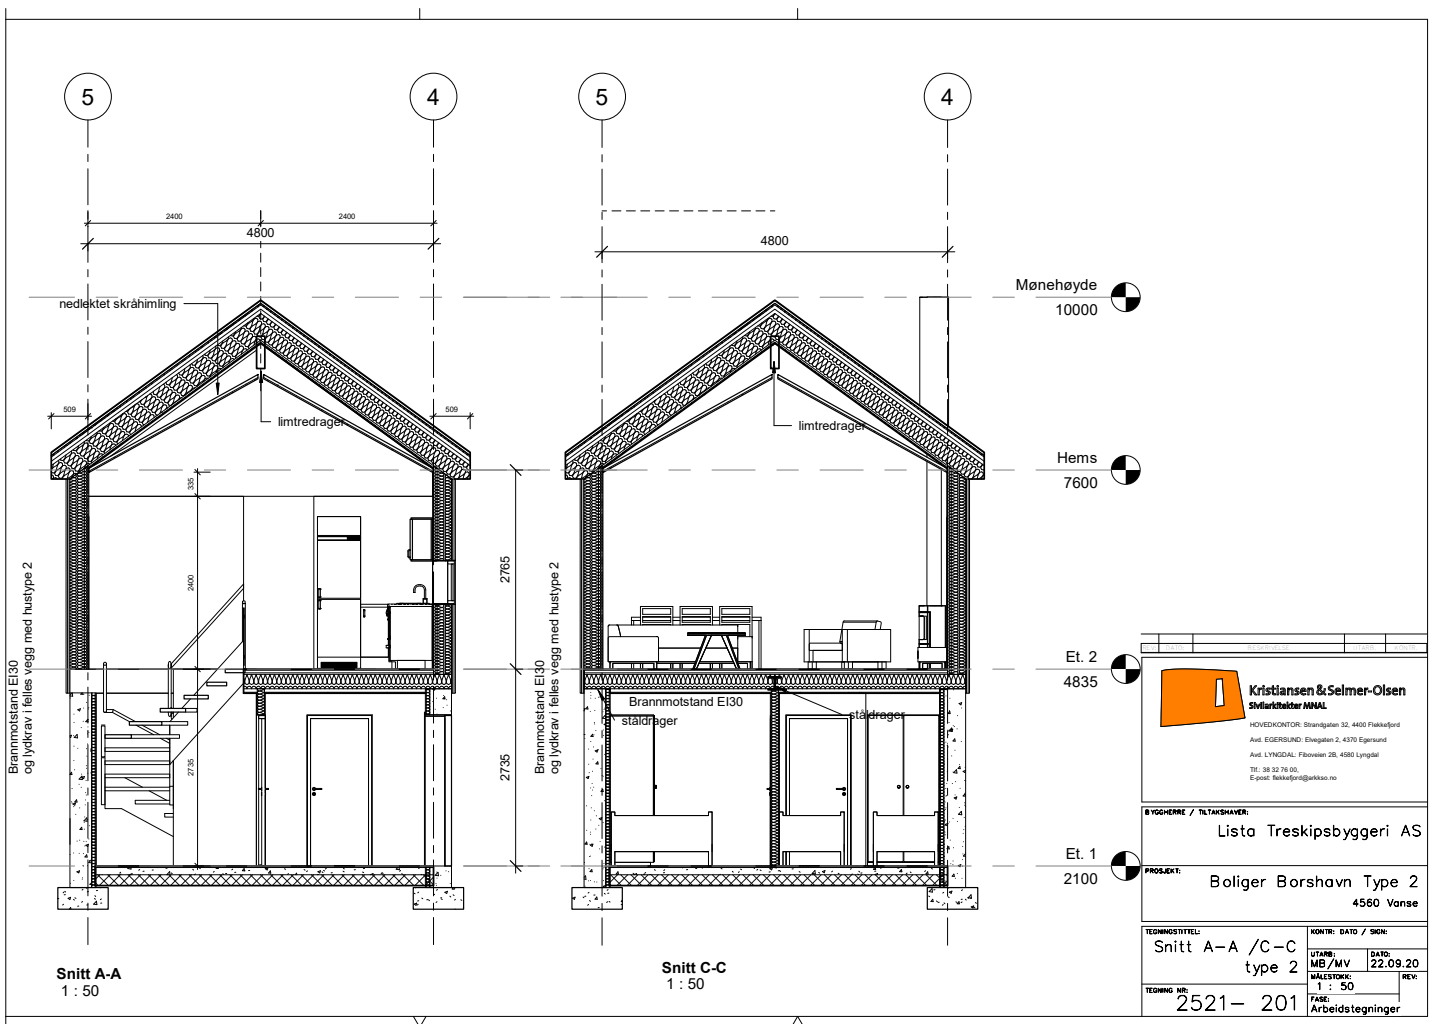 5
4
5
4
2400
2400
4800
4800
Mønehøyde
10000
nedlektet skråhimling
509
509
limtredrager
limtredrager
Hems
7600
335
2400
2765
Brannmotstand EI30
og lydkrav i felles vegg med hustype 2
Brannmotstand EI30
og lydkrav i felles vegg med hustype 2
Et. 2
4835
Brannmotstand EI30
ståldrager
ståldrager
2735
2735
Et. 1
2100
Snitt A-A
1 : 50
Snitt C-C
1 : 50
REV. DATO: BESKRIVELSE: UTARB: KONTR:
Kristiansen & Selmer-Olsen
Sivilarkitekter MNAL
HOVEDKONTOR: Strandgaten 32, 4400 Flekkefjord
Avd. EGERSUND: Elvegaten 2, 4370 Egersund
Avd. LYNGDAL: Fiboveien 2B, 4580 Lyngdal
Tlf.: 38 32 76 00,
E-post: flekkefjord@arkkso.no
BYGGHERRE / TILTAKSHAVER:
Lista Treskipsbyggeri AS
PROSJEKT:
Boliger Borshavn Type 2
4560 Vanse
TEGNINGSTITTEL:
Snitt A-A /C-C
type 2
KONTR: DATO / SIGN:
UTARB:
MB/MV
DATO:
22.09.20
MÅLESTOKK:
1 : 50
REV:
TEGNING NR:
2521- 201
FASE:
Arbeidstegninger